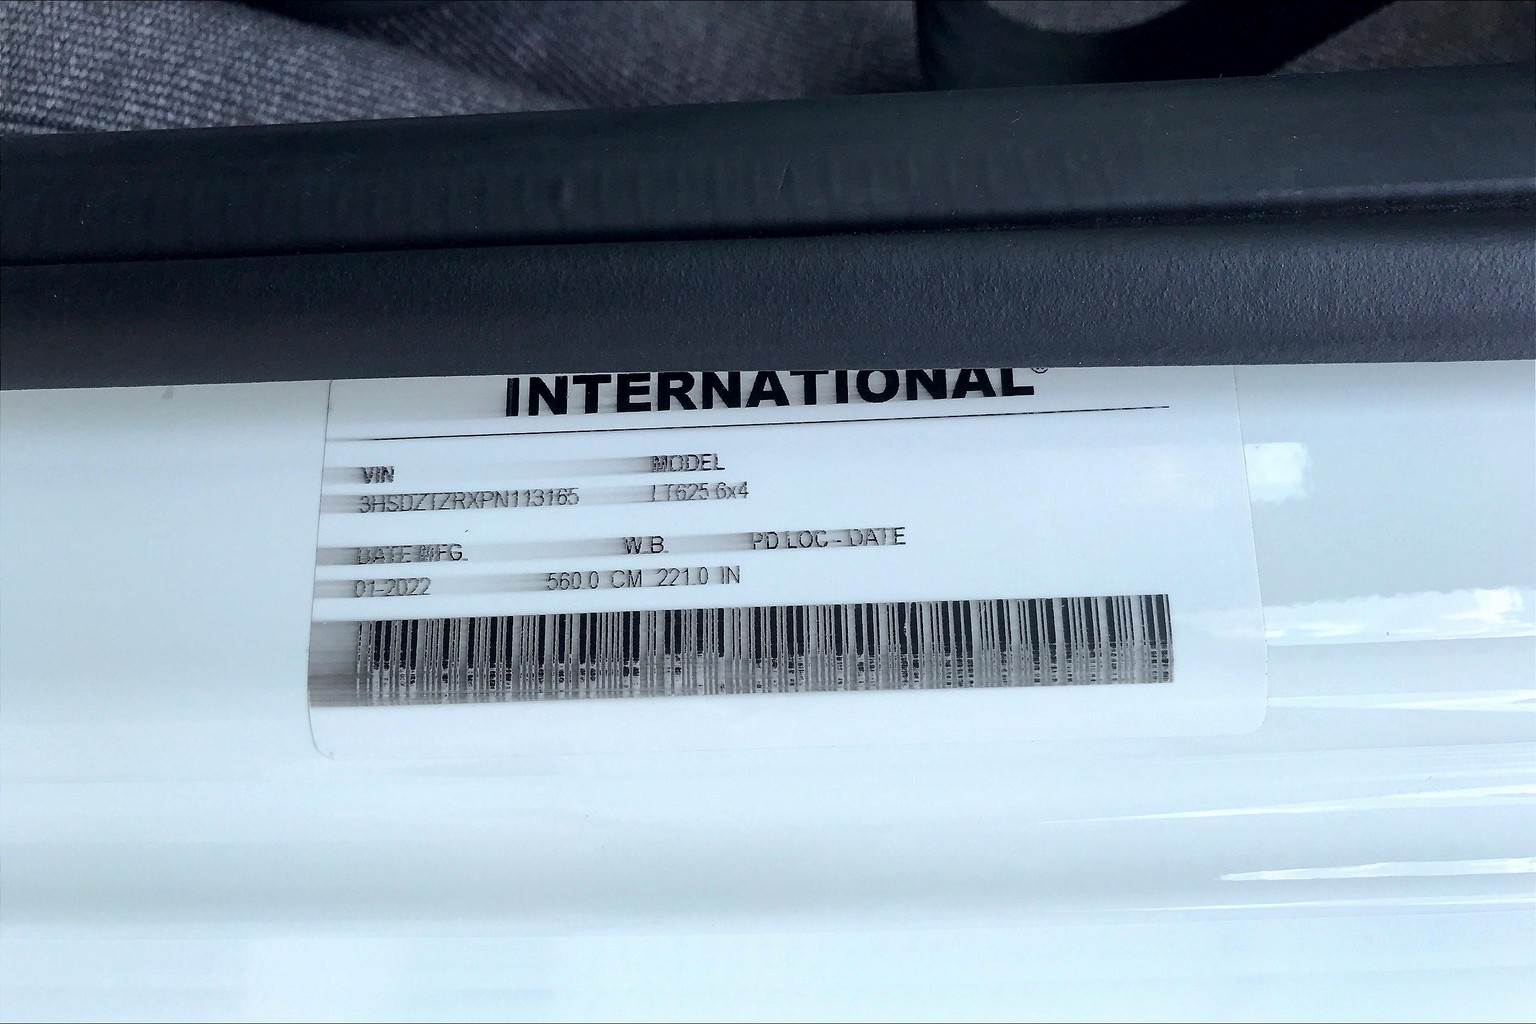 INTERNATIONAL®
VIN MODEL
3HSDZTZRXPN113165 LT625 6x4
DATE MFG. W.B. PD LOC - DATE
01-2022 560.0 CM 221.0 IN